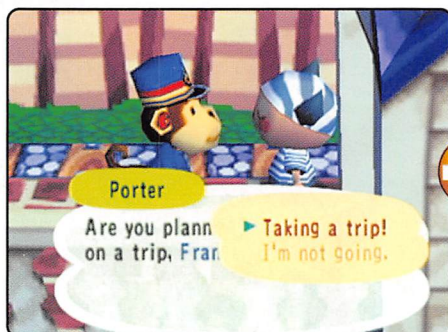 Porter
Are you plann
on a trip, Fran
Taking a trip!
I'm not going.